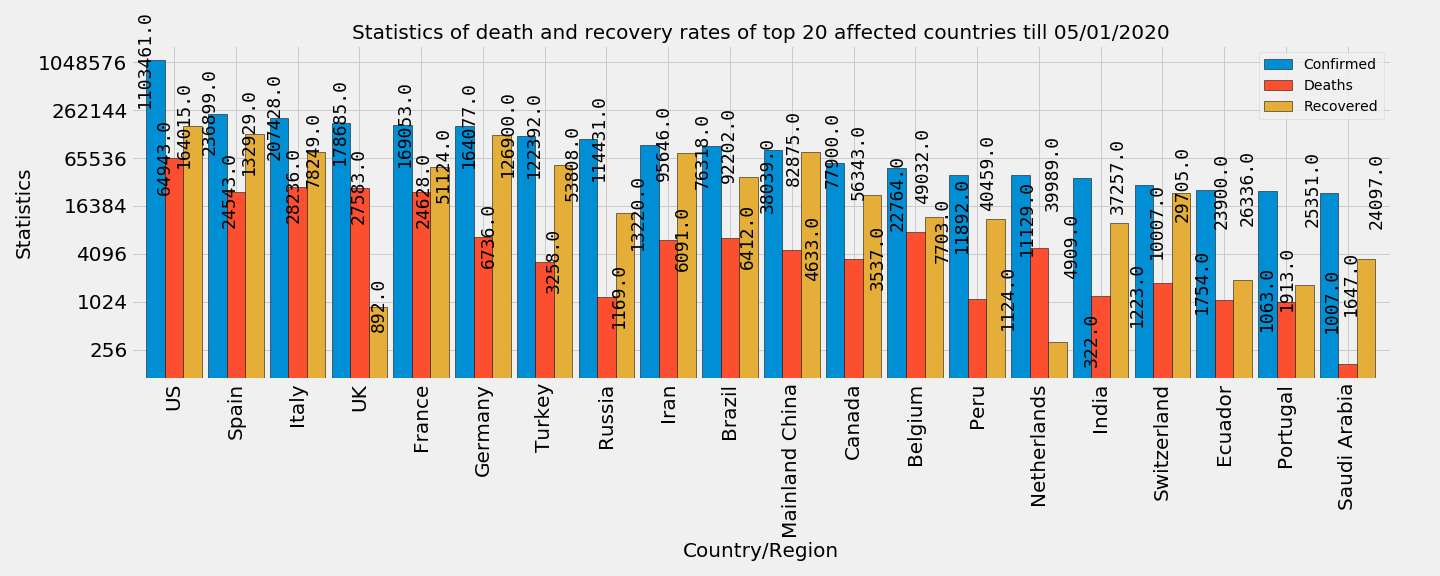 Statistics of death and recovery rates of top 20 affected countries till 05/01/2020
Confirmed
Deaths
Recovered
Statistics
1048576
262144
65536
16384
4096
1024
256
1103461.0
64943.0
164015.0
236899.0
24543.0
132929.0
207428.0
28236.0
78249.0
178685.0
27583.0
892.0
169053.0
24628.0
51124.0
164077.0
6736.0
126900.0
122392.0
3258.0
53808.0
114431.0
1169.0
13220.0
95646.0
6091.0
76318.0
92202.0
6412.0
38039.0
82875.0
4633.0
77900.0
56343.0
3537.0
22764.0
49032.0
7703.0
11892.0
40459.0
1124.0
11129.0
39989.0
4909.0
322.0
37257.0
1223.0
10007.0
29705.0
1754.0
23900.0
26336.0
1063.0
1913.0
25351.0
1007.0
1647.0
24097.0
US
Spain
Italy
UK
France
Germany
Turkey
Russia
Iran
Brazil
Mainland China
Canada
Belgium
Peru
Netherlands
India
Switzerland
Ecuador
Portugal
Saudi Arabia
Country/Region